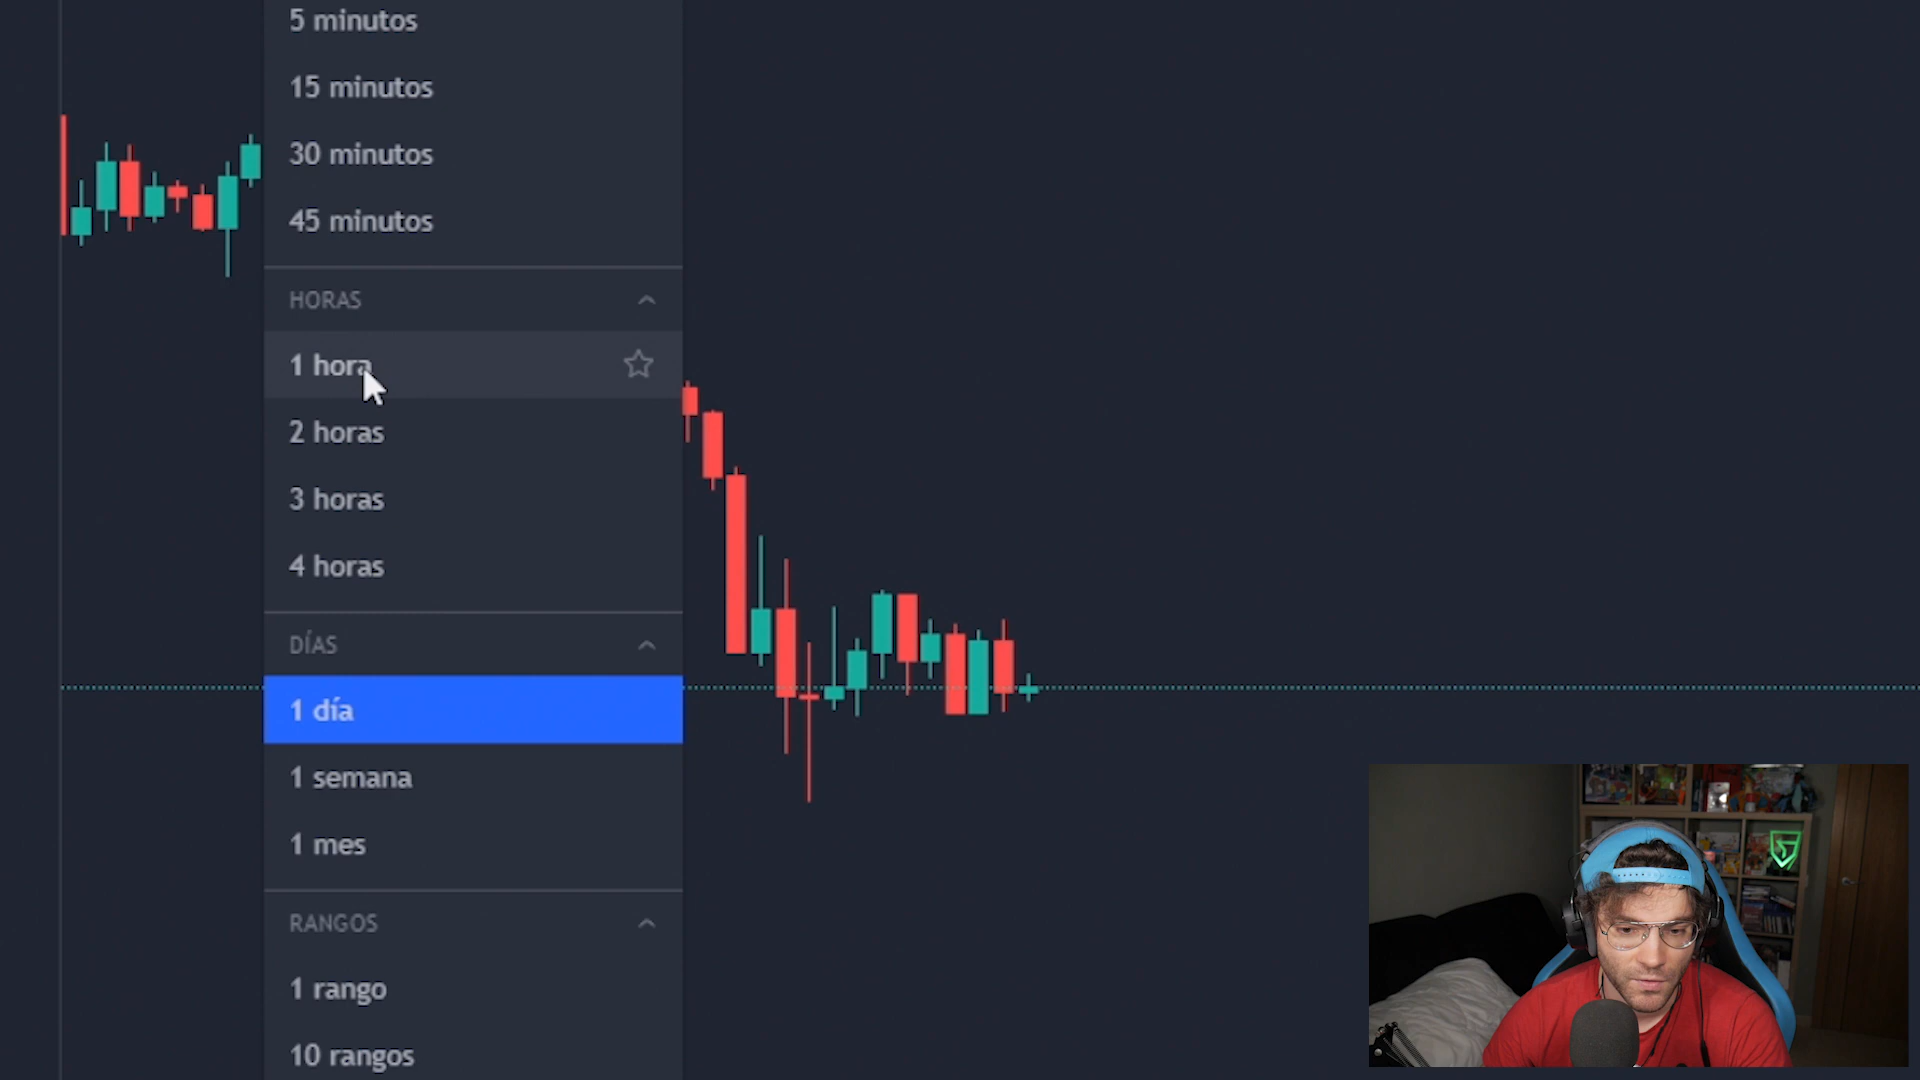 5 minutos
15 minutos
30 minutos
45 minutos
HORAS
1 hora
2 horas
3 horas
4 horas
DÍAS
1 día
1 semana
1 mes
RANGOS
1 rango
10 rangos